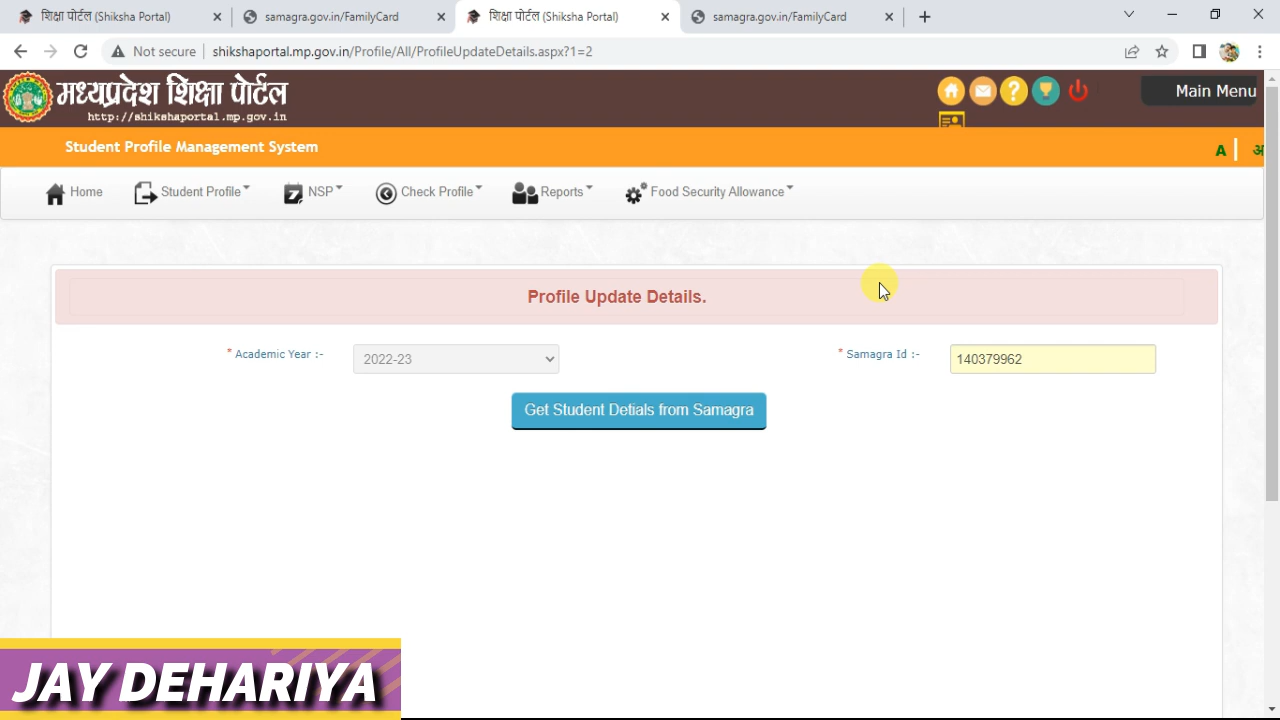 शिक्षा पोर्टल (Shiksha Portal)
samagra.gov.in/FamilyCard
शिक्षा पोर्टल (Shiksha Portal)
samagra.gov.in/FamilyCard
Not secure
shikshaportal.mp.gov.in/Profile/All/ProfileUpdateDetails.aspx?1=2
मध्यप्रदेश शिक्षा पोर्टल
http://shikshaportal.mp.gov.in
Main Menu
Student Profile Management System
A
अ
Home
Student Profile
NSP
Check Profile
Reports
Food Security Allowance
Profile Update Details.
* Academic Year :-
2022-23
* Samagra Id :-
140379962
Get Student Detials from Samagra
JAY DEHARIYA